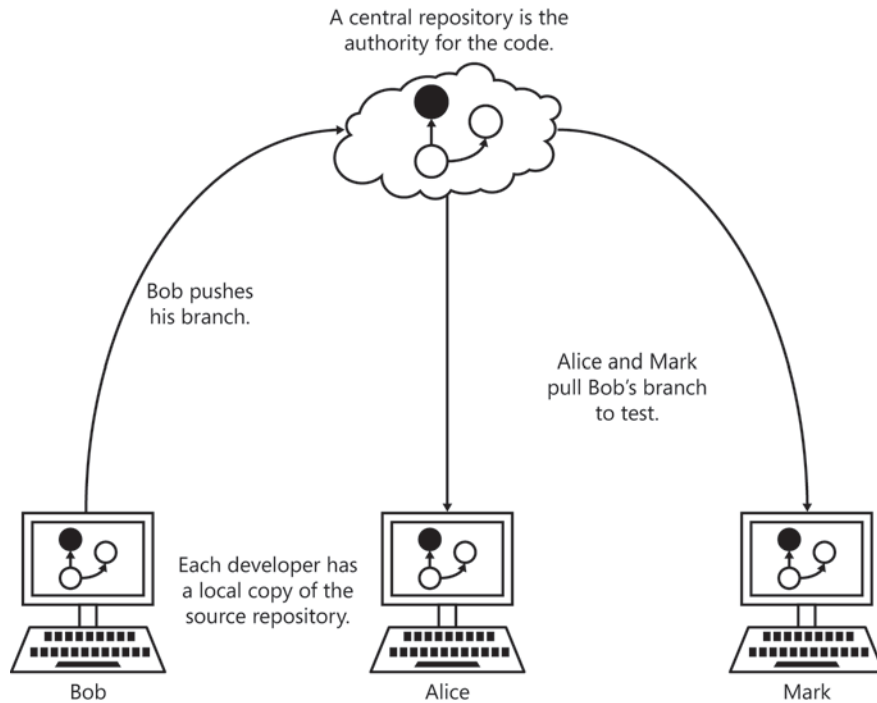 A central repository is the
authority for the code.
Bob pushes
his branch.
Alice and Mark
pull Bob’s branch
to test.
Each developer has
a local copy of the
source repository.
Bob
Alice
Mark